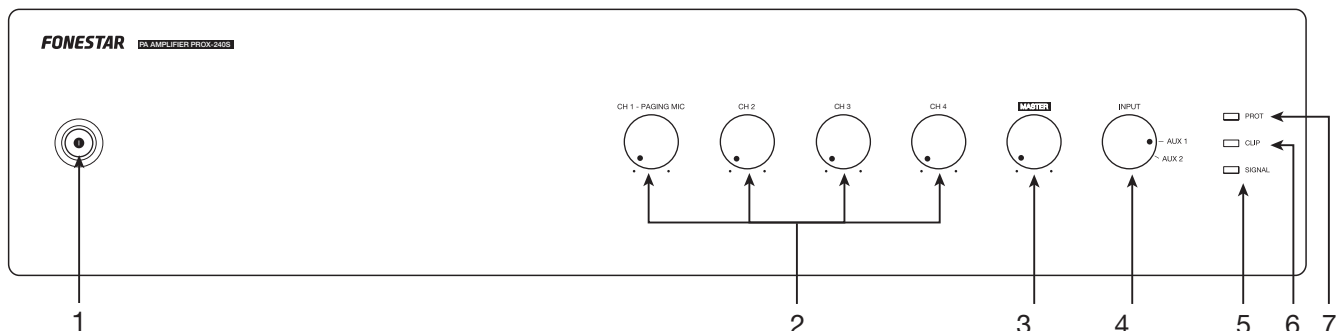 FONESTAR PA AMPLIFIER PROX-240S
CH 1 - PAGING MIC CH 2 CH 3 CH 4 MASTER INPUT
PROT
AUX 1
CLIP
AUX 2
SIGNAL
1 2 3 4 5 6 7